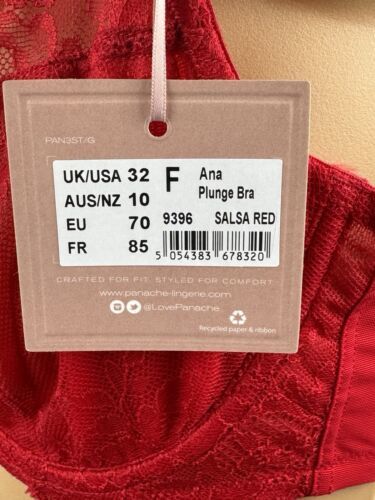 PAN3ST/G
UK/USA 32 F Ana
AUS/NZ 10 Plunge Bra
EU 70 9396 SALSA RED
FR 85 5 054383 678320
CRAFTED FOR FIT. STYLED FOR COMFORT.
www.panache-lingerie.com
@LovePanache
Recycled paper & ribbon